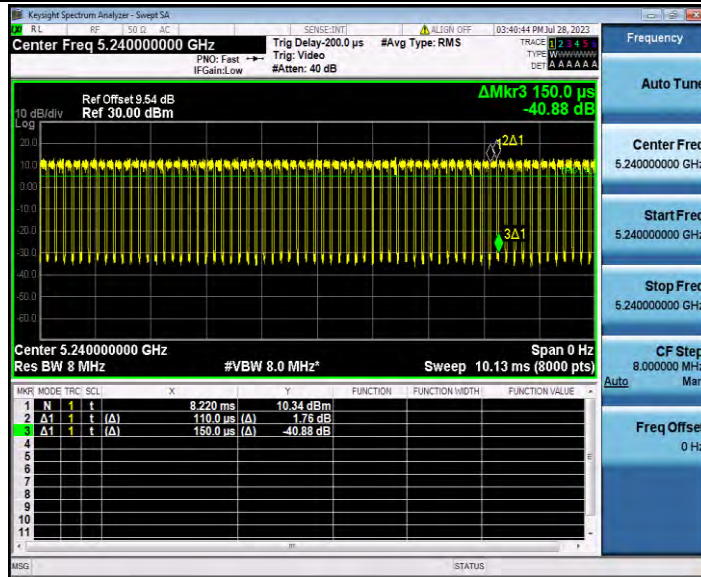 Keysight Spectrum Analyzer - Swept SA
RL RF 50 Ω AC SENSE:INT ALIGN OFF 03:40:44 PM Jul 28, 2023
Center Freq 5.240000000 GHz
PNO: Fast
IFGain:Low
Trig Delay-200.0 µs
Trig: Video
#Atten: 40 dB
#Avg Type: RMS
TRACE 1 2 3 4 5 6
TYPE W
DET A A A A A A
ΔMkr3 150.0 µs
-40.88 dB
10 dB/div
Log
Ref Offset 9.54 dB
Ref 30.00 dBm
20.0
10.0
0.00
-10.0
-20.0
-30.0
-40.0
-50.0
-60.0
2Δ1
3Δ1
Center 5.240000000 GHz Span 0 Hz
Res BW 8 MHz #VBW 8.0 MHz* Sweep 10.13 ms (8000 pts)
MKR MODE TRC SCL X Y FUNCTION FUNCTION WIDTH FUNCTION VALUE
1 N 1 t 8.220 ms 10.34 dBm
2 Δ1 1 t (Δ) 110.0 µs (Δ) 1.76 dB
3 Δ1 1 t (Δ) 150.0 µs (Δ) -40.88 dB
4
5
6
7
8
9
10
11
MSG STATUS
Frequency
Auto Tune
Center Freq
5.240000000 GHz
Start Freq
5.240000000 GHz
Stop Freq
5.240000000 GHz
CF Step
8.000000 MHz
Auto Man
Freq Offset
0 Hz